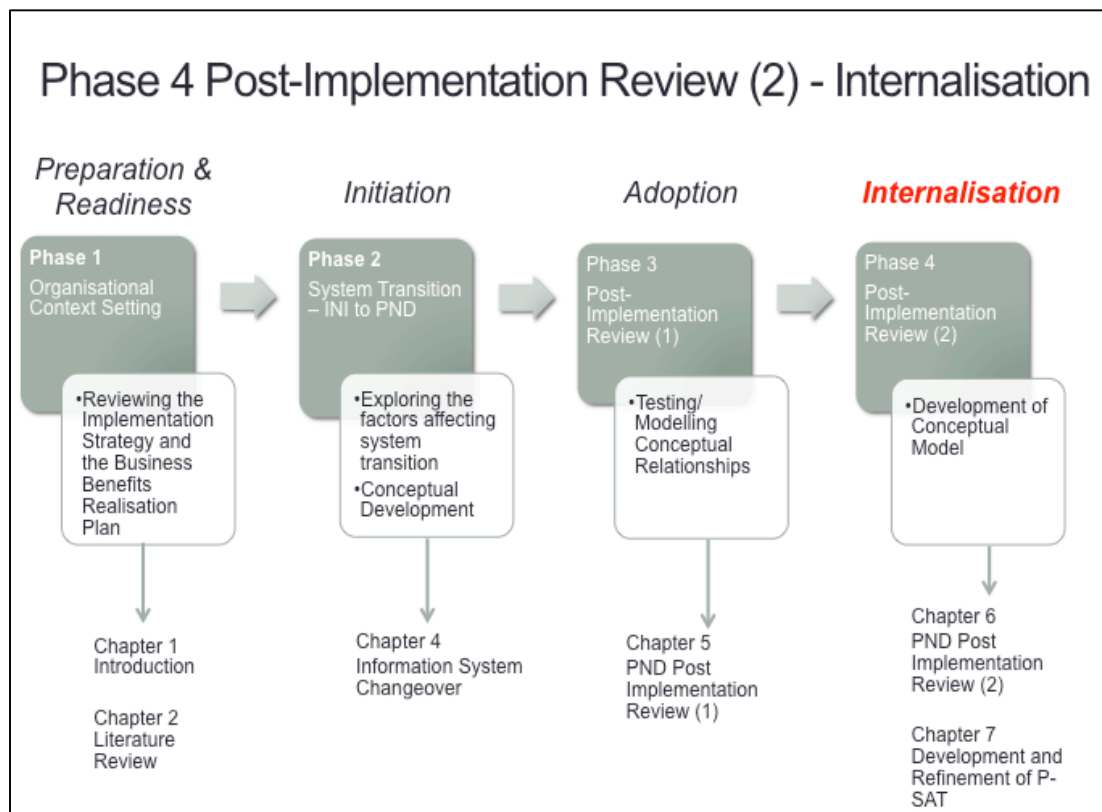 Phase 4 Post-Implementation Review (2) - Internalisation
Preparation &
Readiness
Phase 1
Organisational
Context Setting
•Reviewing the
Implementation
Strategy and
the Business
Benefits
Realisation
Plan
Chapter 1
Introduction
Chapter 2
Literature
Review
Initiation
Phase 2
System Transition
– INI to PND
•Exploring the
factors affecting
system
transition
•Conceptual
Development
Chapter 4
Information System
Changeover
Adoption
Phase 3
Post-
Implementation
Review (1)
•Testing/
Modelling
Conceptual
Relationships
Chapter 5
PND Post
Implementation
Review (1)
Internalisation
Phase 4
Post-
Implementation
Review (2)
•Development of
Conceptual
Model
Chapter 6
PND Post
Implementation
Review (2)
Chapter 7
Development and
Refinement of P-
SAT